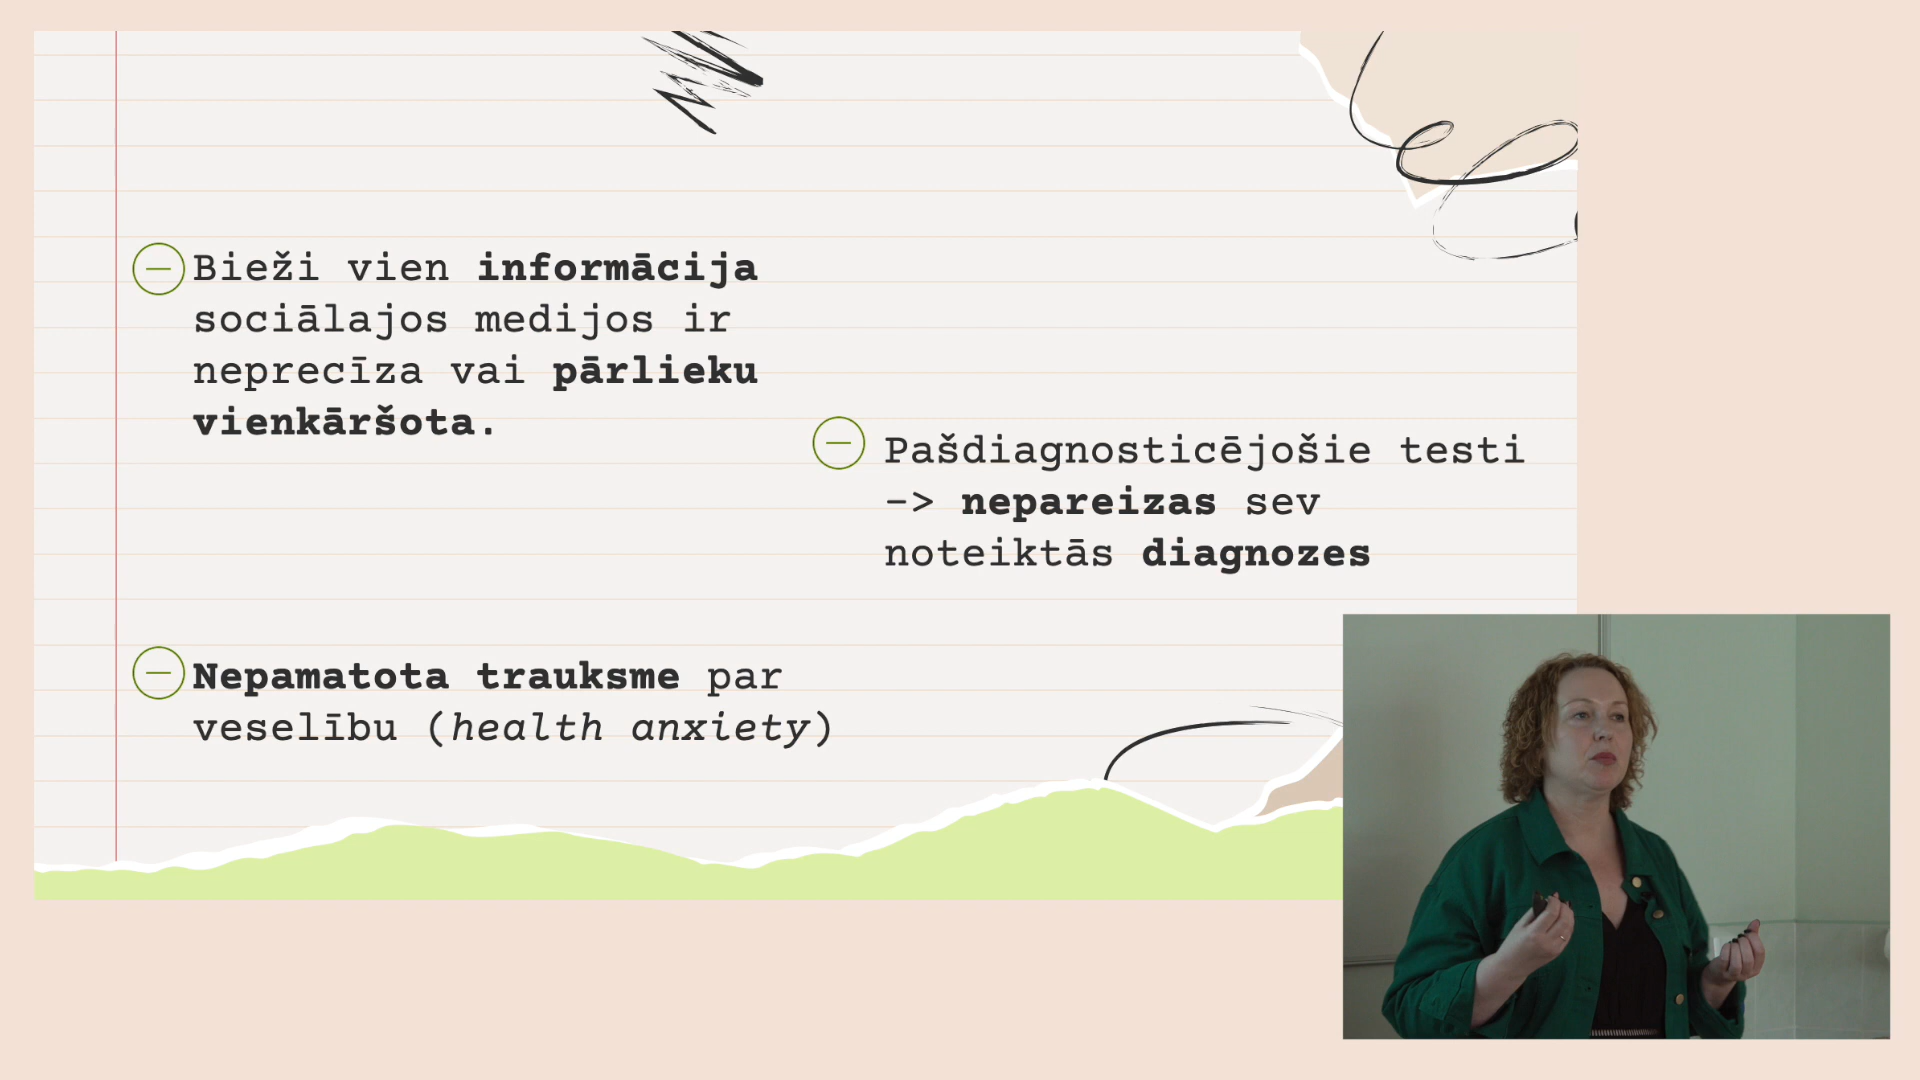 Bieži vien informācija
sociālajos medijos ir
neprecīza vai pārlieku
vienkāršota.
Pašdiagnosticējošie testi
-> nepareizas sev
noteiktās diagnozes
Nepamatota trauksme par
veselību (health anxiety)